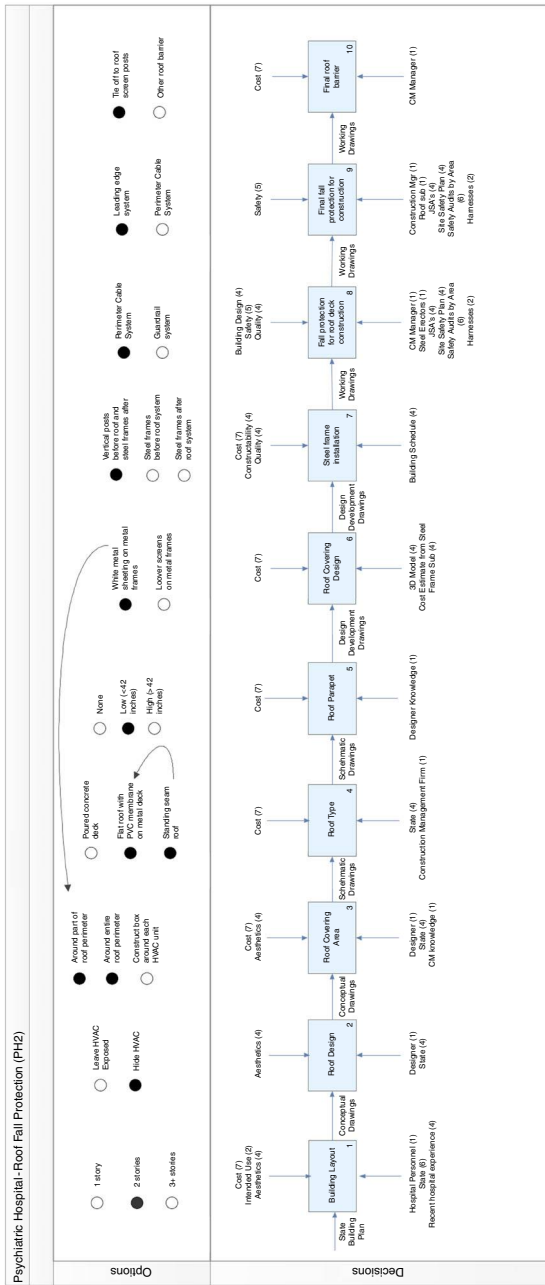 Psychiatric Hospital - Roof Fall Protection (PH2)
Options
1 story
2 stories
3+ stories
Leave HVAC
Exposed
Hide HVAC
Around part of
roof perimeter
Around entire
roof perimeter
Construct box
around each
HVAC unit
Poured concrete
deck
Flat roof with
PVC membrane
on metal deck
Standing seam
roof
None
Low (<42
inches)
High (> 42
inches)
White metal
sheeting on metal
frames
Loover screens
on metal frames
Vertical posts
before roof and
steel frames after
Steel frames
before roof system
Steel frames after
roof system
Perimeter Cable
System
Guardrail
system
Leading edge
system
Perimeter Cable
System
Tie off to roof
screen posts
Other roof barrier
Decisions
State
Building
Plan
Cost (7)
Intended Use (2)
Aesthetics (4)
Building Layout
1
Hospital Personnel (1)
State (6)
Recent hospital experience (4)
Conceptual
Drawings
Aesthetics (4)
Roof Design
2
Designer (1)
State (4)
Conceptual
Drawings
Cost (7)
Aesthetics (4)
Roof Covering
Area
3
Designer (1)
State (4)
CM knowledge (1)
Schehmatic
Drawings
Cost (7)
Roof Type
4
State (4)
Construction Management Firm (1)
Schehmatic
Drawings
Cost (7)
Roof Parapet
5
Designer Knowledge (1)
Design
Development
Drawings
Cost (7)
Roof Covering
Design
6
3D Model (4)
Cost Estimate from Steel
Frame Sub (4)
Design
Development
Drawings
Cost (7)
Constructability (4)
Quality (4)
Steel frame
installation
7
Building Schedule (4)
Working
Drawings
Building Design (4)
Safety (5)
Quality (4)
Fall protection
for roof deck
construction
8
CM Manager (1)
Steel Erectors (1)
JSA's (4)
Site Safety Plan (4)
Safety Audits by Area
(6)
Harnesses (2)
Working
Drawings
Safety (5)
Final fall
protection for
construction
9
Construction Mgr (1)
Roof sub (1)
JSA's (4)
Site Safety Plan (4)
Safety Audits by Area
(6)
Harnesses (2)
Working
Drawings
Cost (7)
Final roof
barrier
10
CM Manager (1)